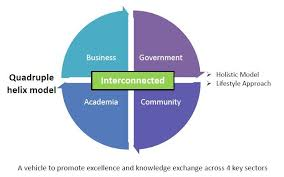 Business
Government
Quadruple
helix model
Interconnected
➢ Holistic Model
➢ Lifestyle Approach
Academia
Community
A vehicle to promote excellence and knowledge exchange across 4 key sectors